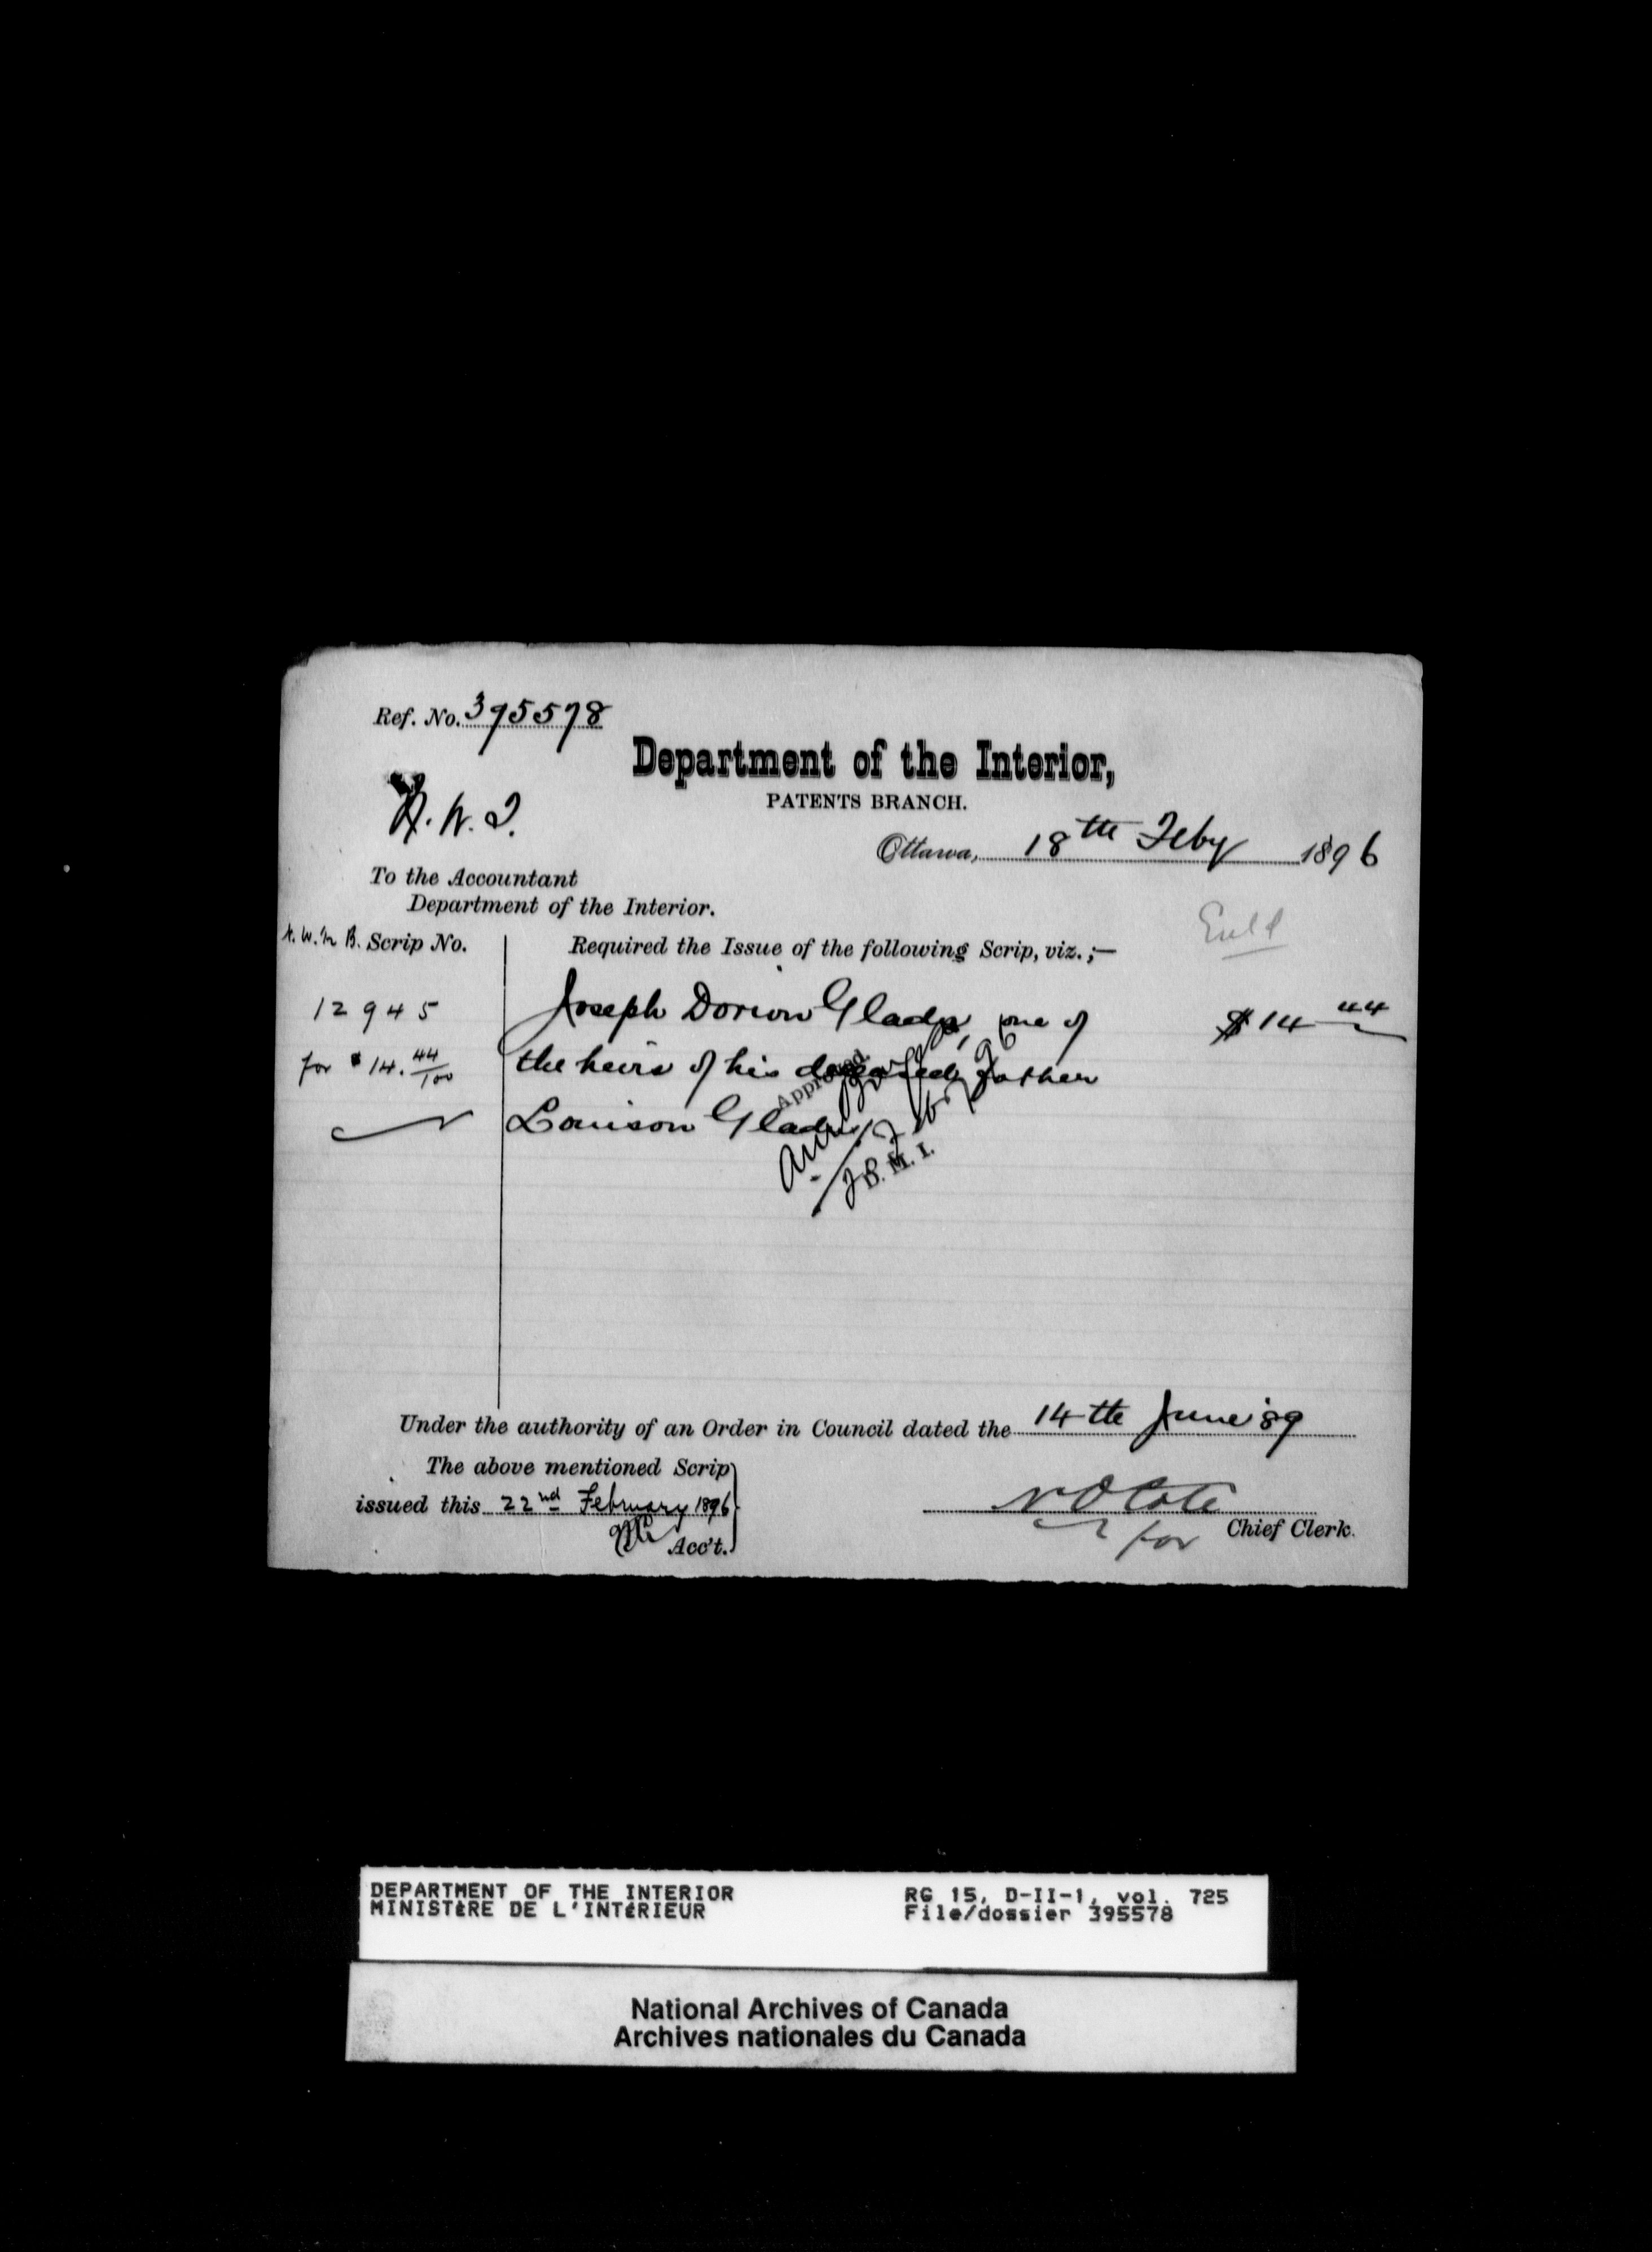 Ref. No. 395578
Department of the Interior,
PATENTS BRANCH.
Ottawa, 18th Feby 1896
To the Accountant
Department of the Interior.
Scrip No.
Required the Issue of the following Scrip, viz.;—
12945
Joseph Dorion Gladu, one of
$14 44
for $14. 44/100
the heirs of his deceased father
Louison Gladu
Approved
D. M. I.
Under the authority of an Order in Council dated the 14th June '89
The above mentioned Scrip
issued this 22nd February 1896
Acc't.
N O Coté
for Chief Clerk.
DEPARTMENT OF THE INTERIOR
MINISTÈRE DE L'INTÉRIEUR
RG 15, D-II-1, vol. 725
File/dossier 395578
National Archives of Canada
Archives nationales du Canada